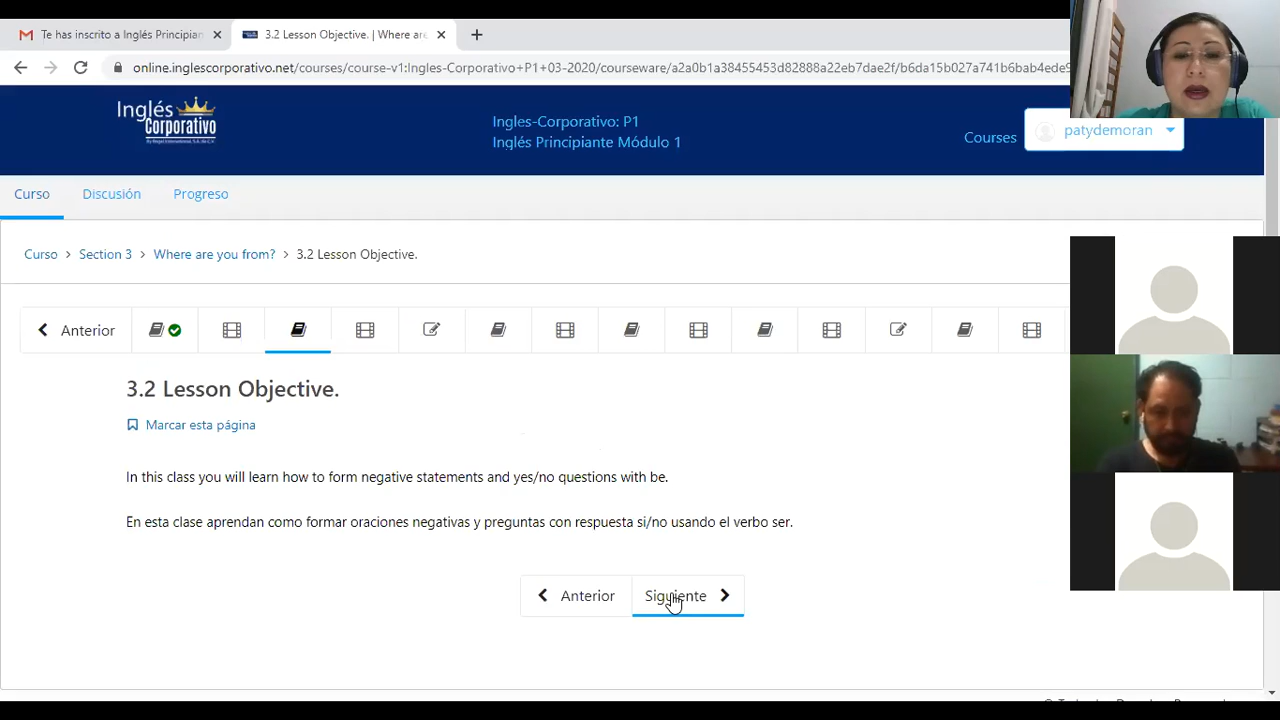 Te has inscrito a Inglés Principian
3.2 Lesson Objective. | Where are
online.inglescorporativo.net/courses/course-v1:Ingles-Corporativo+P1+03-2020/courseware/a2a0b1a38455453d82888a22eb7dae2f/b6da15b027a741b6bab4ede9
Inglés
Corporativo
Ingles-Corporativo: P1
Inglés Principiante Módulo 1
Courses
patydemoran
Curso
Discusión
Progreso
Curso > Section 3 > Where are you from? > 3.2 Lesson Objective.
Anterior
3.2 Lesson Objective.
Marcar esta página
In this class you will learn how to form negative statements and yes/no questions with be.
En esta clase aprendan como formar oraciones negativas y preguntas con respuesta si/no usando el verbo ser.
Anterior
Siguiente